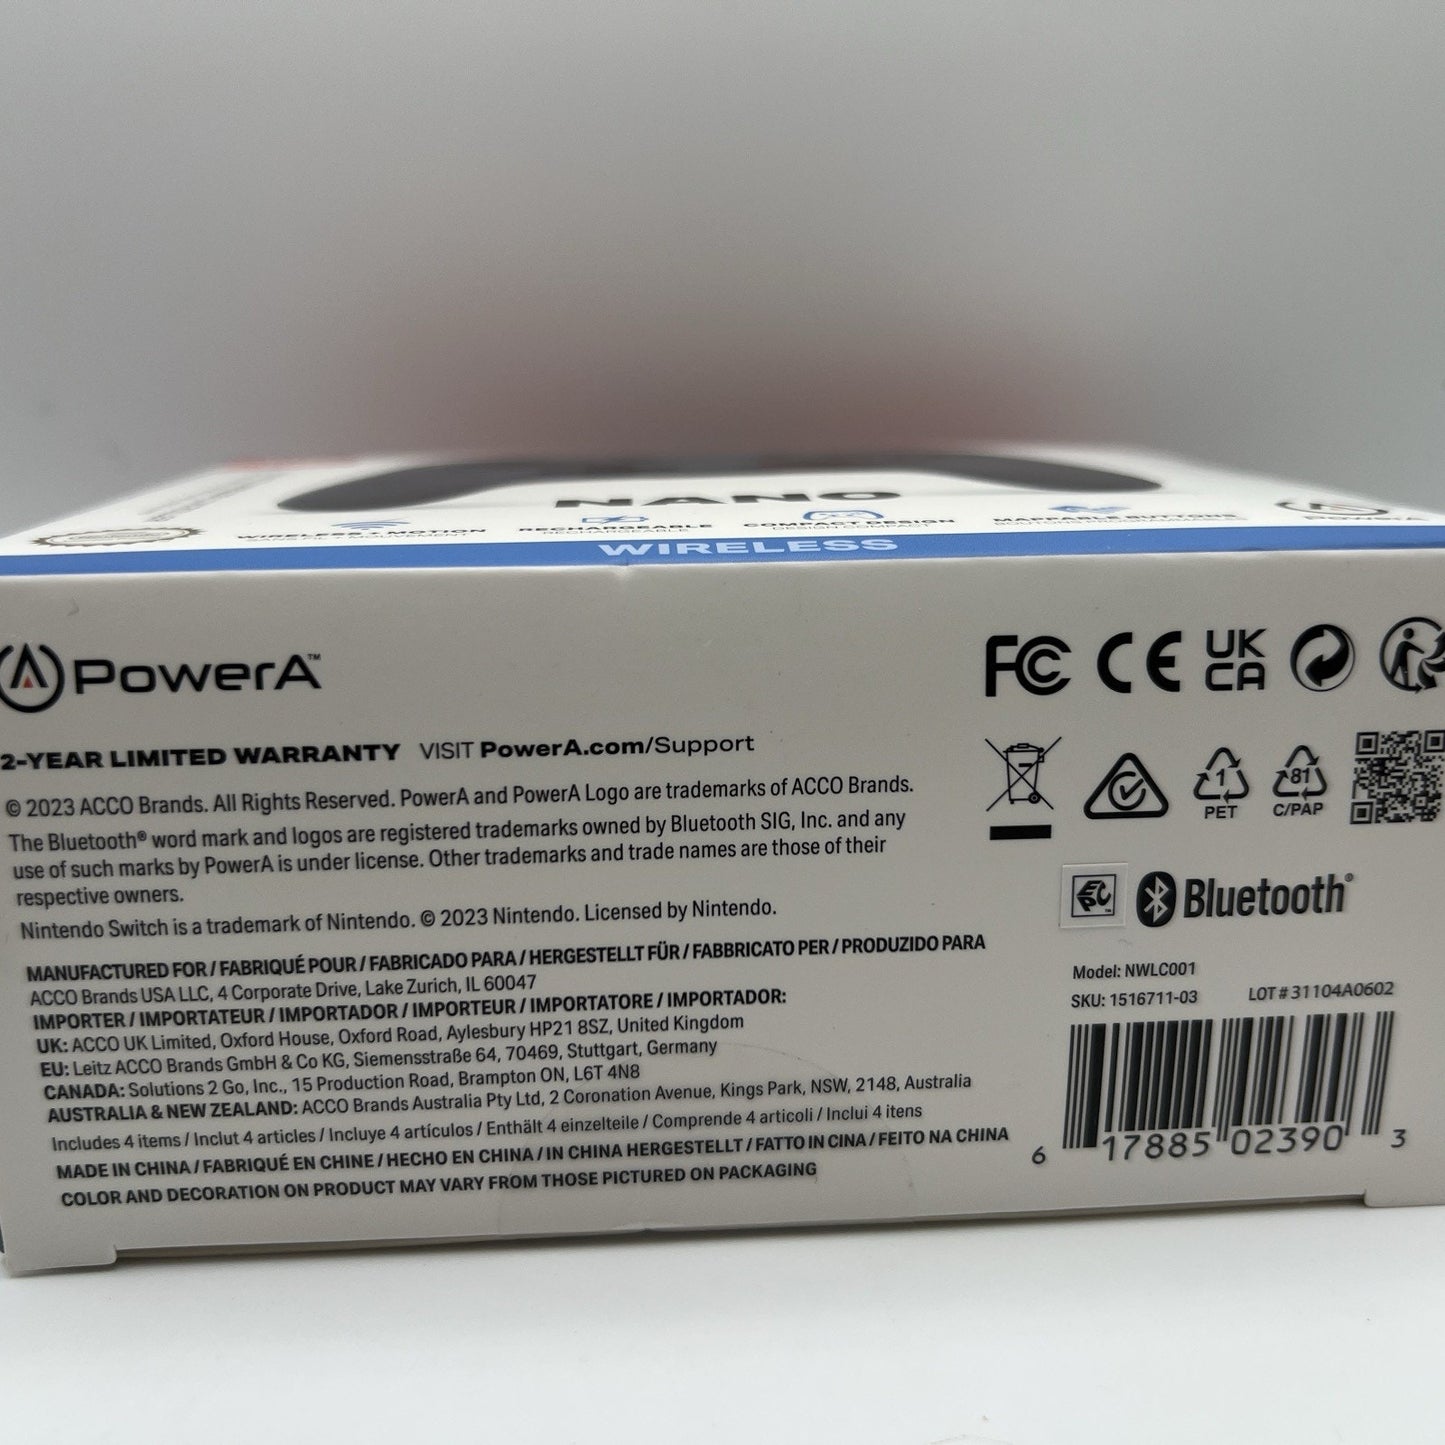 NANO
WIRELESS + MOTION
RECHARGEABLE
RECHARGEABLE
COMPACT DESIGN
DESIGN COMPACT
MAPPABLE BUTTONS
PowerA
WIRELESS
PowerA™
2-YEAR LIMITED WARRANTY VISIT PowerA.com/Support
© 2023 ACCO Brands. All Rights Reserved. PowerA and PowerA Logo are trademarks of ACCO Brands.
The Bluetooth® word mark and logos are registered trademarks owned by Bluetooth SIG, Inc. and any
use of such marks by PowerA is under license. Other trademarks and trade names are those of their
respective owners.
Nintendo Switch is a trademark of Nintendo. © 2023 Nintendo. Licensed by Nintendo.
MANUFACTURED FOR / FABRIQUÉ POUR / FABRICADO PARA / HERGESTELLT FÜR / FABBRICATO PER / PRODUZIDO PARA
ACCO Brands USA LLC, 4 Corporate Drive, Lake Zurich, IL 60047
IMPORTER / IMPORTATEUR / IMPORTADOR / IMPORTEUR / IMPORTATORE / IMPORTADOR:
UK: ACCO UK Limited, Oxford House, Oxford Road, Aylesbury HP21 8SZ, United Kingdom
EU: Leitz ACCO Brands GmbH & Co KG, Siemensstraße 64, 70469, Stuttgart, Germany
CANADA: Solutions 2 Go, Inc., 15 Production Road, Brampton ON, L6T 4N8
AUSTRALIA & NEW ZEALAND: ACCO Brands Australia Pty Ltd, 2 Coronation Avenue, Kings Park, NSW, 2148, Australia
Includes 4 items / Inclut 4 articles / Incluye 4 artículos / Enthält 4 einzelteile / Comprende 4 articoli / Inclui 4 itens
MADE IN CHINA / FABRIQUÉ EN CHINE / HECHO EN CHINA / IN CHINA HERGESTELLT / FATTO IN CINA / FEITO NA CHINA
COLOR AND DECORATION ON PRODUCT MAY VARY FROM THOSE PICTURED ON PACKAGING
FC CE UK
CA
1
PET
81
C/PAP
Bluetooth®
Model: NWLC001
SKU: 1516711-03 LOT # 31104A0602
6 17885 02390 3